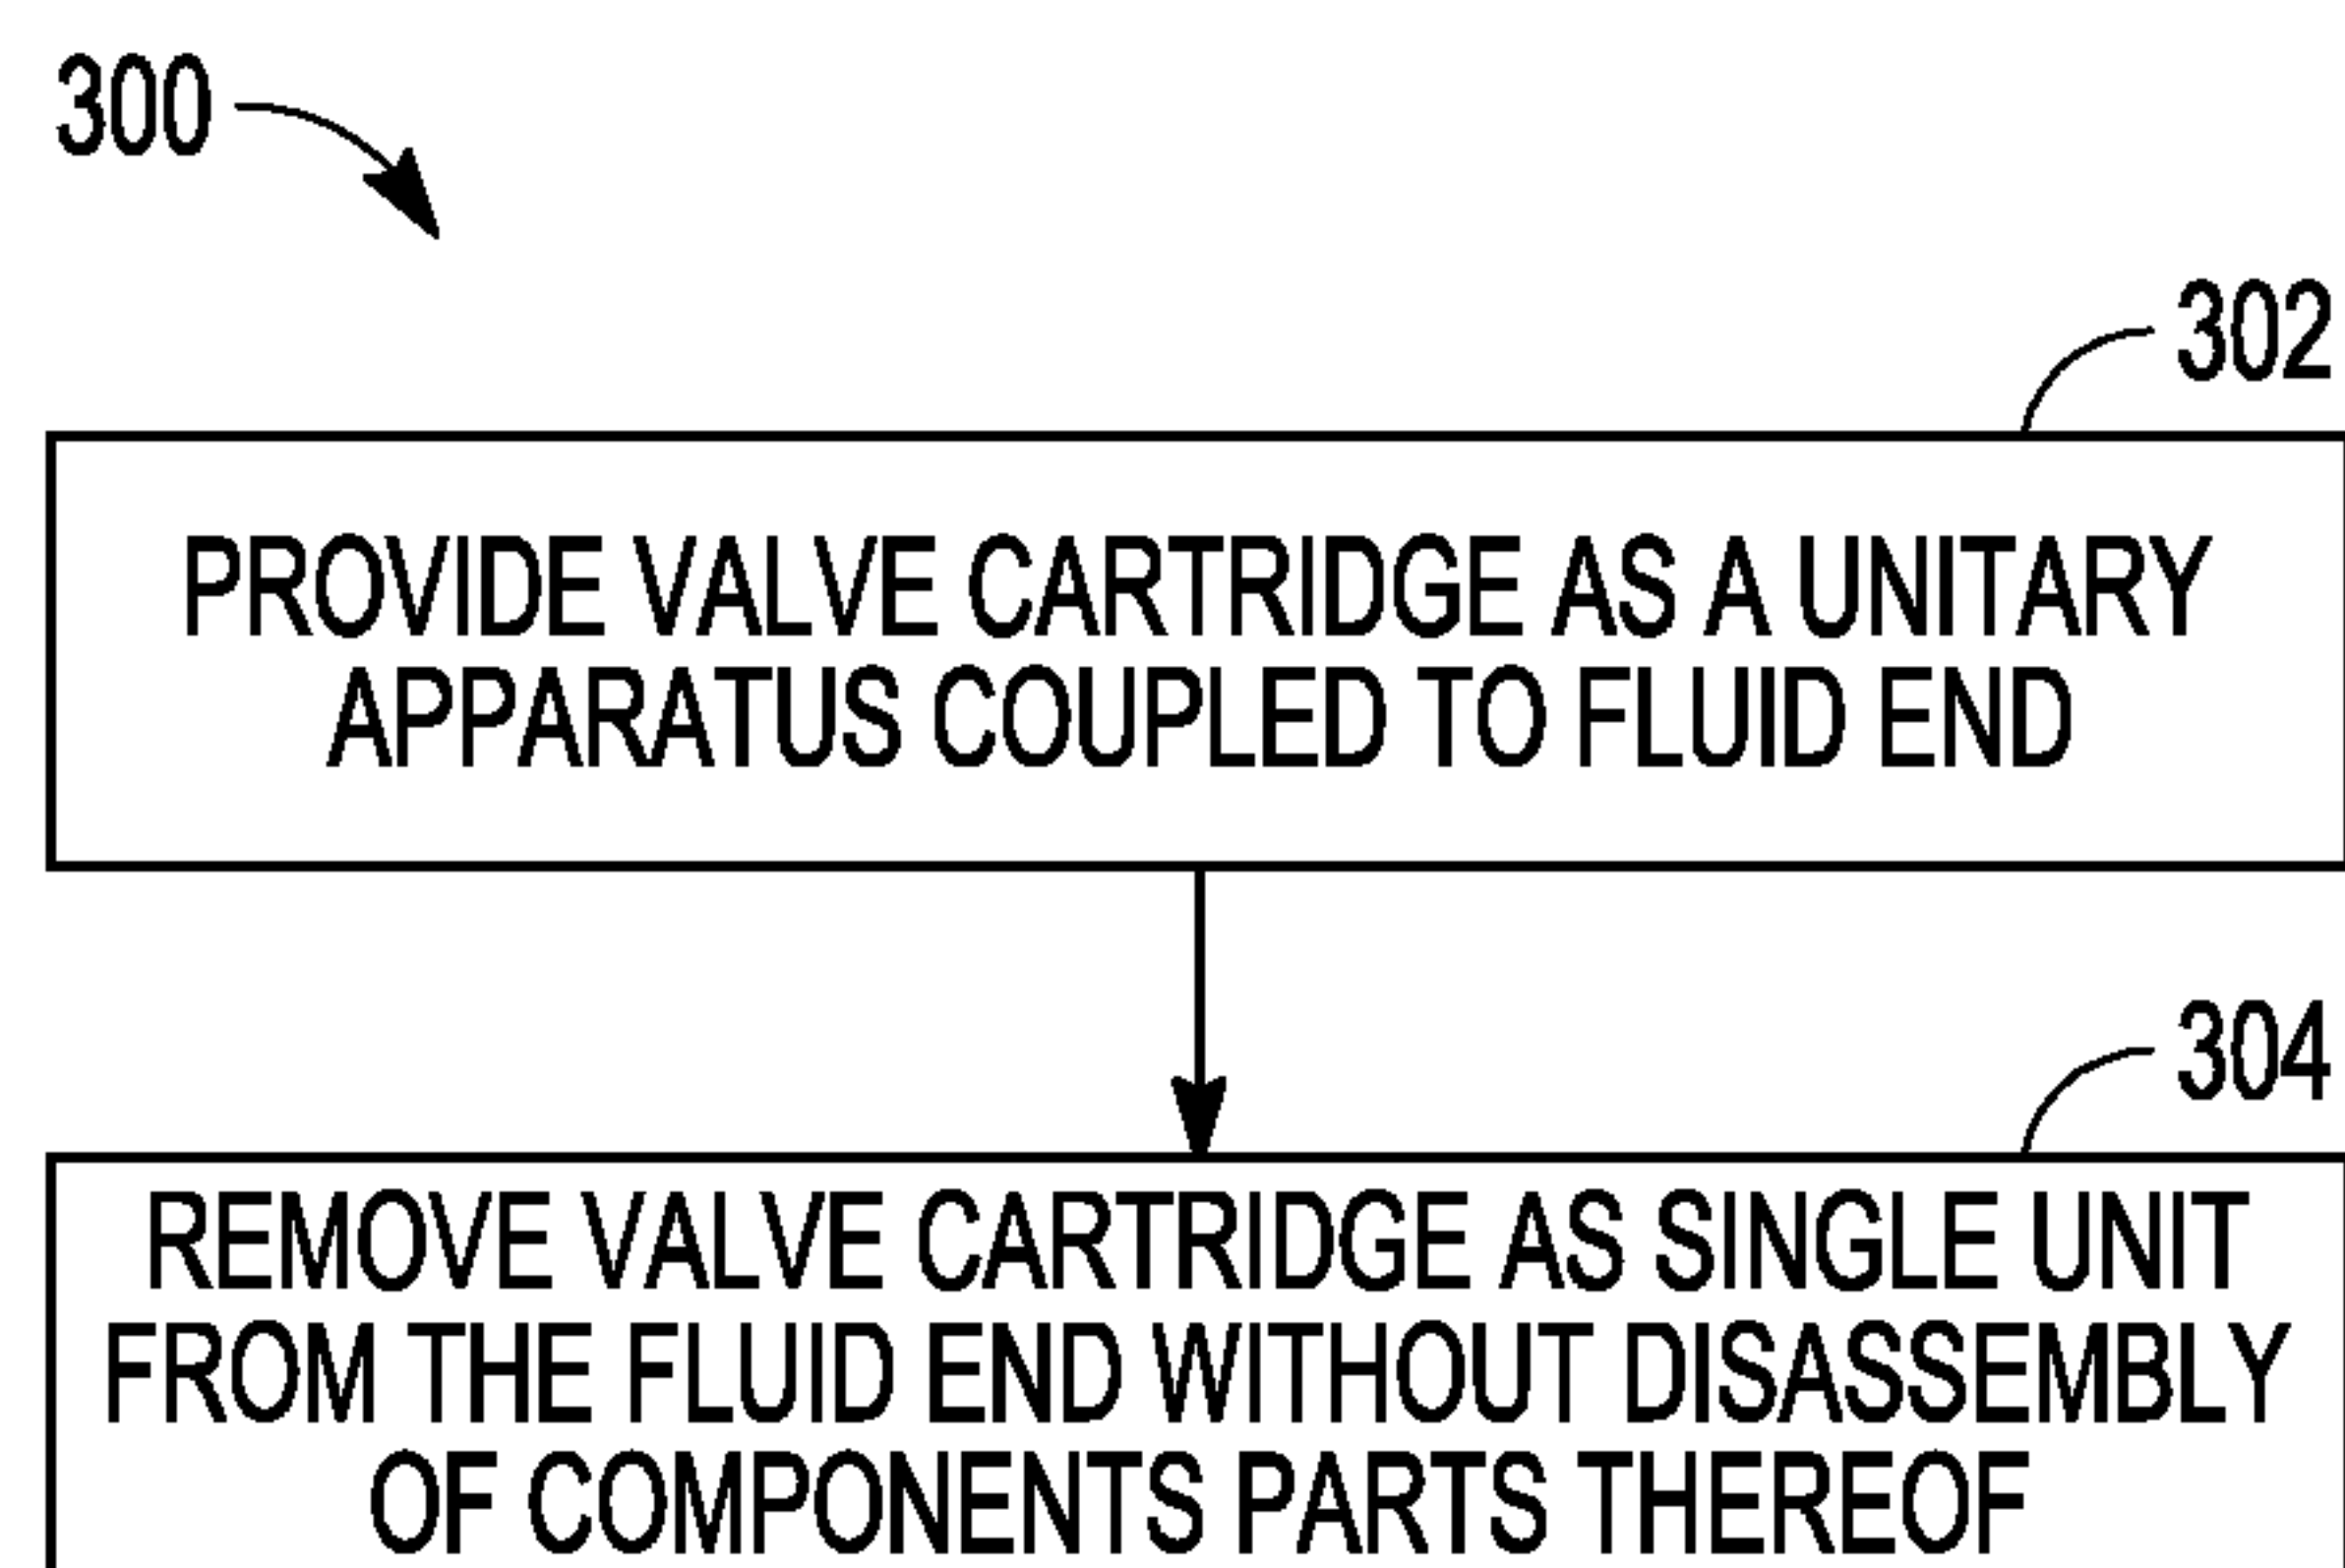 300
302
PROVIDE VALVE CARTRIDGE AS A UNITARY
APPARATUS COUPLED TO FLUID END
304
REMOVE VALVE CARTRIDGE AS SINGLE UNIT
FROM THE FLUID END WITHOUT DISASSEMBLY
OF COMPONENTS PARTS THEREOF